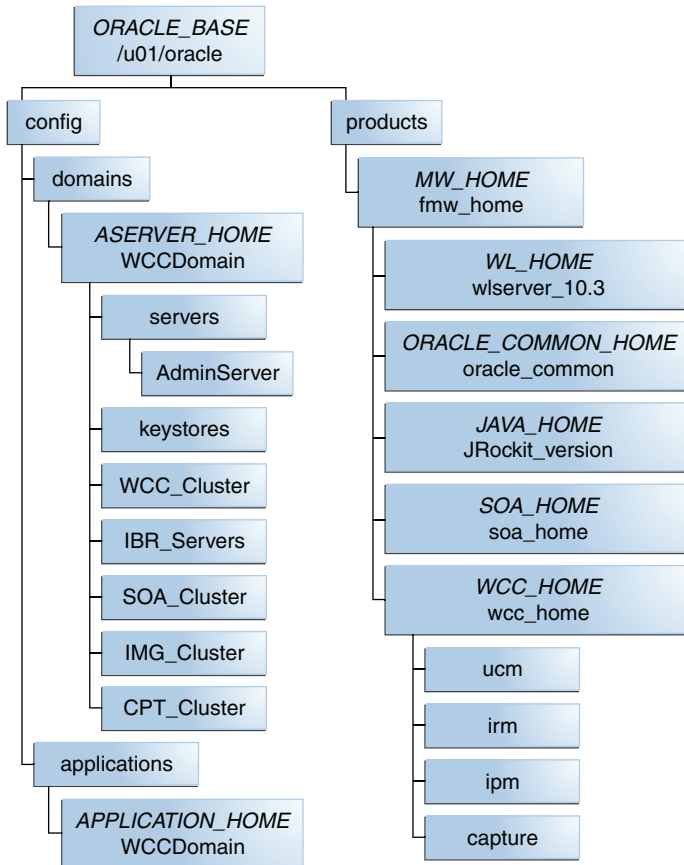 ORACLE_BASE
/u01/oracle
config
domains
ASERVER_HOME
WCCDomain
servers
AdminServer
keystores
WCC_Cluster
IBR_Servers
SOA_Cluster
IMG_Cluster
CPT_Cluster
applications
APPLICATION_HOME
WCCDomain
products
MW_HOME
fmw_home
WL_HOME
wlserver_10.3
ORACLE_COMMON_HOME
oracle_common
JAVA_HOME
JRockit_version
SOA_HOME
soa_home
WCC_HOME
wcc_home
ucm
irm
ipm
capture